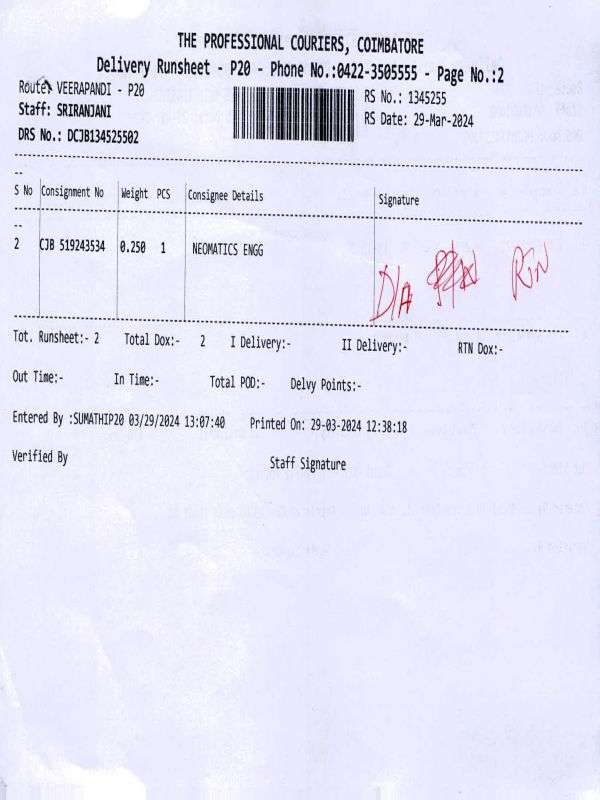 THE PROFESSIONAL COURIERS, COIMBATORE
Delivery Runsheet - P20 - Phone No.:0422-3505555 - Page No.:2
Route: VEERAPANDI - P20
Staff: SRIRANJANI
DRS No.: DCJB134525502
RS No.: 1345255
RS Date: 29-Mar-2024
--
S No Consignment No Weight PCS Consignee Details Signature
--
2 CJB 519243534 0.250 1 NEOMATICS ENGG
D/A RTN
Tot. Runsheet:- 2 Total Dox:- 2 I Delivery:- II Delivery:- RTN Dox:-
Out Time:- In Time:- Total POD:- Delvy Points:-
Entered By :SUMATHIP20 03/29/2024 13:07:40 Printed On: 29-03-2024 12:38:18
Verified By Staff Signature